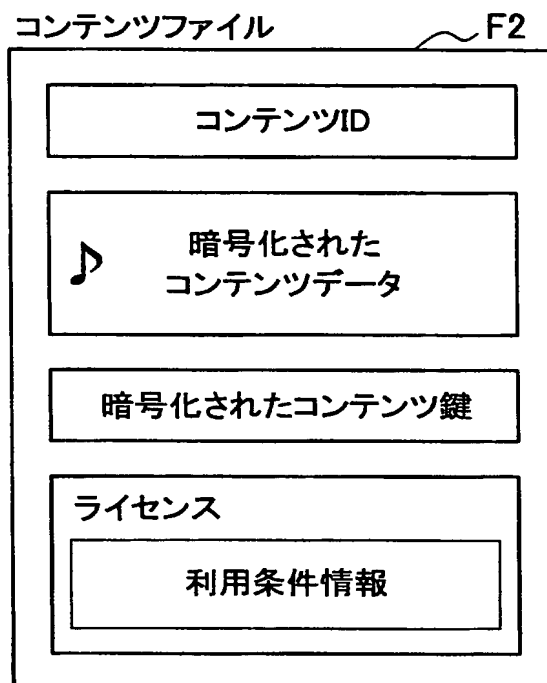 コンテンツファイル F2
コンテンツID
暗号化された
コンテンツデータ
暗号化されたコンテンツ鍵
ライセンス
利用条件情報